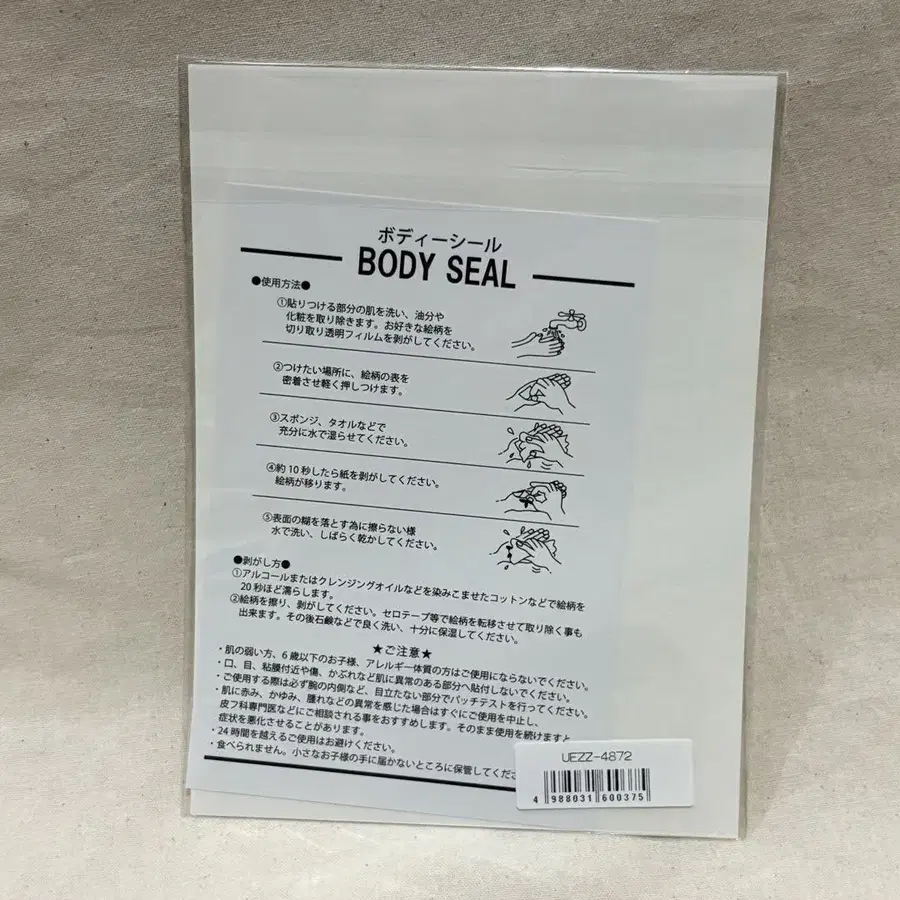 ボディーシール
BODY SEAL
●使用方法●
①貼りつける部分の肌を洗い、油分や
化粧を取り除きます。お好きな絵柄を
切り取り透明フィルムを剥がしてください。
②つけたい場所に、絵柄の表を
密着させ軽く押しつけます。
③スポンジ、タオルなどで
充分に水で湿らせてください。
④約10秒したら紙を剥がしてください。
絵柄が移ります。
⑤表面の糊を落とす為に擦らない様
水で洗い、しばらく乾かしてください。
●剥がし方●
①アルコールまたはクレンジングオイルなどを染みこませたコットンなどで絵柄を
20秒ほど濡らします。
②絵柄を擦り、剥がしてください。セロテープ等で絵柄を転移させて取り除く事も
出来ます。その後石鹸などで良く洗い、十分に保湿してください。
★ご注意★
・肌の弱い方、6歳以下のお子様、アレルギー体質の方はご使用にならないでください。
・口、目、粘膜付近や傷、かぶれなど肌に異常のある部分へ貼付しないでください。
・ご使用する際は必ず腕の内側など、目立たない部分でパッチテストを行ってください。
・肌に赤み、かゆみ、腫れなどの異常を感じた場合はすぐにご使用を中止し、
皮フ科専門医などにご相談される事をおすすめします。そのまま使用を続けますと
症状を悪化させることがあります。
・24時間を越えるご使用はお避けください。
・食べられません。小さなお子様の手に届かないところに保管してくださ
UEZZ-4872
4 988031 600375